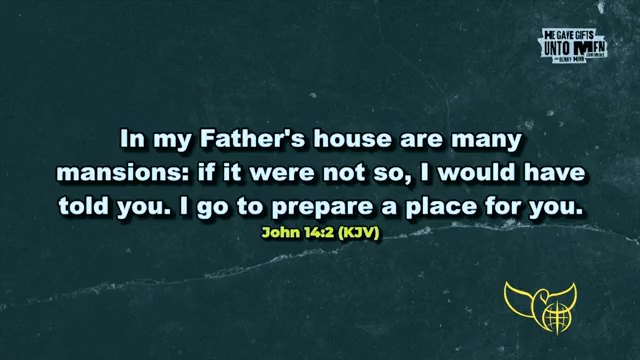 HE GAVE GIFTS
UNTO MEN
In my Father's house are many
mansions: if it were not so, I would have
told you. I go to prepare a place for you.
John 14:2 (KJV)